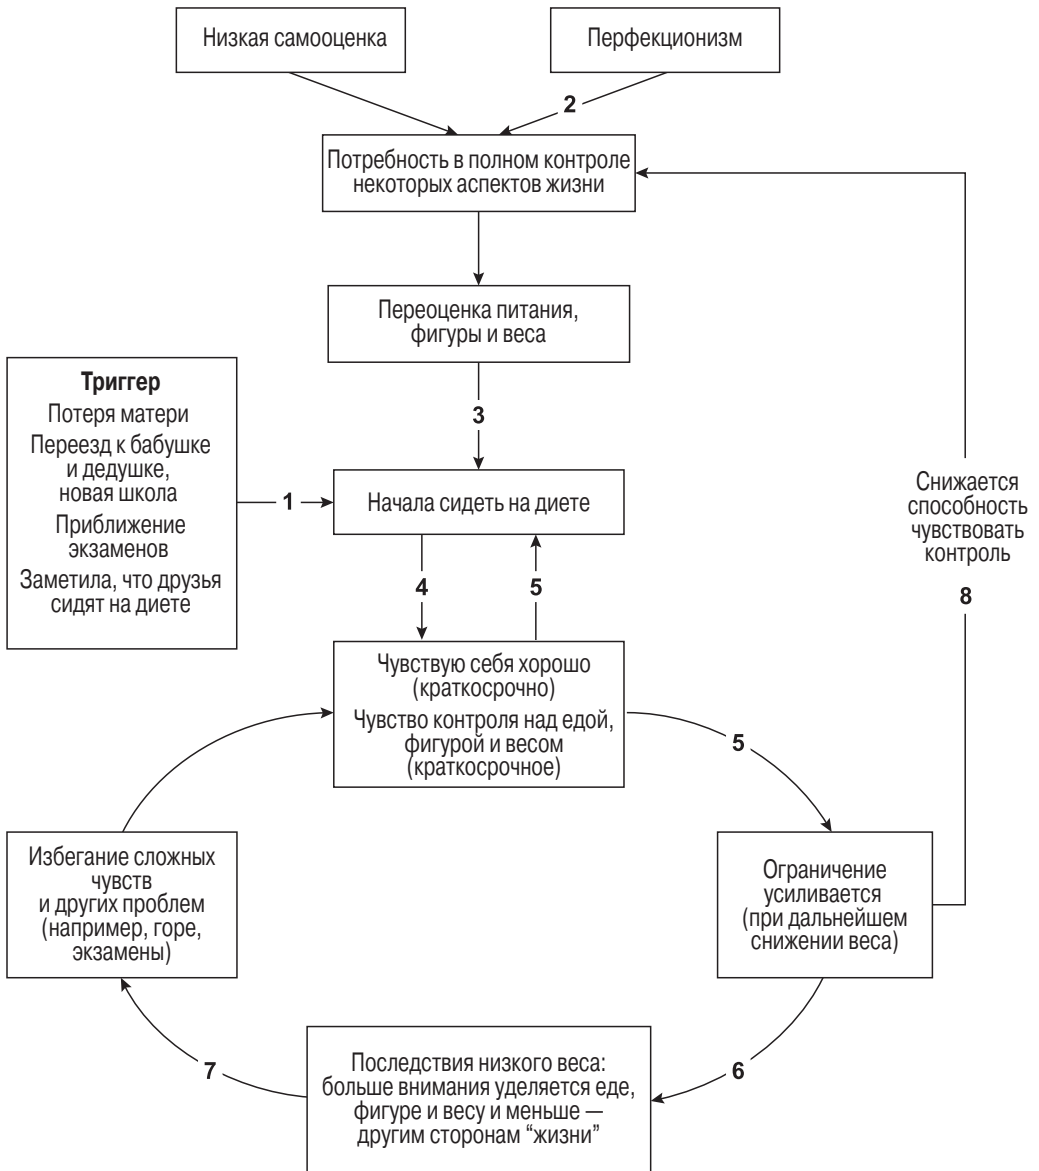 Низкая самооценка
Перфекционизм
2
Потребность в полном контроле
некоторых аспектов жизни
Переоценка питания,
фигуры и веса
Триггер
Потеря матери
Переезд к бабушке
и дедушке,
новая школа
Приближение
экзаменов
Заметила, что друзья
сидят на диете
3
1
Начала сидеть на диете
Снижается
способность
чувствовать
контроль
8
4
5
Чувствую себя хорошо
(краткосрочно)
Чувство контроля над едой,
фигурой и весом
(краткосрочное)
5
Избегание сложных
чувств
и других проблем
(например, горе,
экзамены)
Ограничение
усиливается
(при дальнейшем
снижении веса)
7
6
Последствия низкого веса:
больше внимания уделяется еде,
фигуре и весу и меньше —
другим сторонам “жизни”